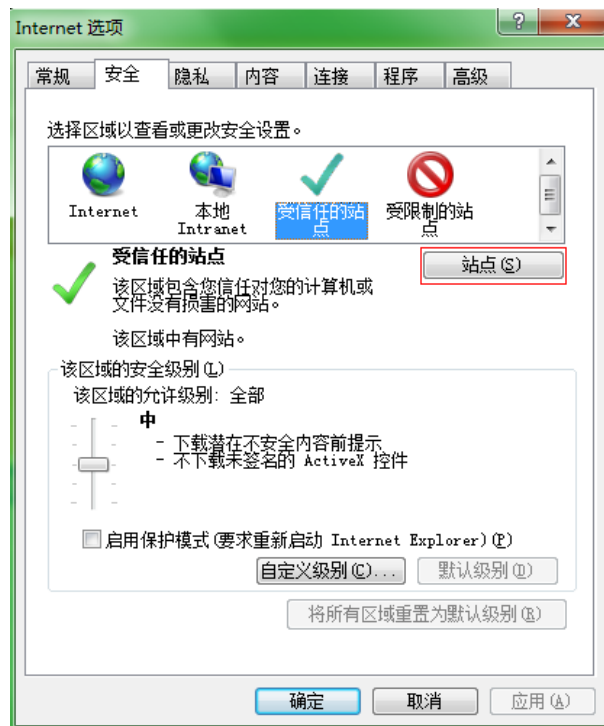 Internet 选项
常规 安全 隐私 内容 连接 程序 高级
选择区域以查看或更改安全设置。
Internet
本地
Intranet
受信任的站
点
受限制的站
点
受信任的站点
站点(S)
该区域包含您信任对您的计算机或
文件没有损害的网站。
该区域中有网站。
该区域的安全级别(L)
该区域的允许级别: 全部
中
- 下载潜在不安全内容前提示
- 不下载未签名的 ActiveX 控件
启用保护模式(要求重新启动 Internet Explorer)(P)
自定义级别(C)... 默认级别(D)
将所有区域重置为默认级别(R)
确定 取消 应用(A)